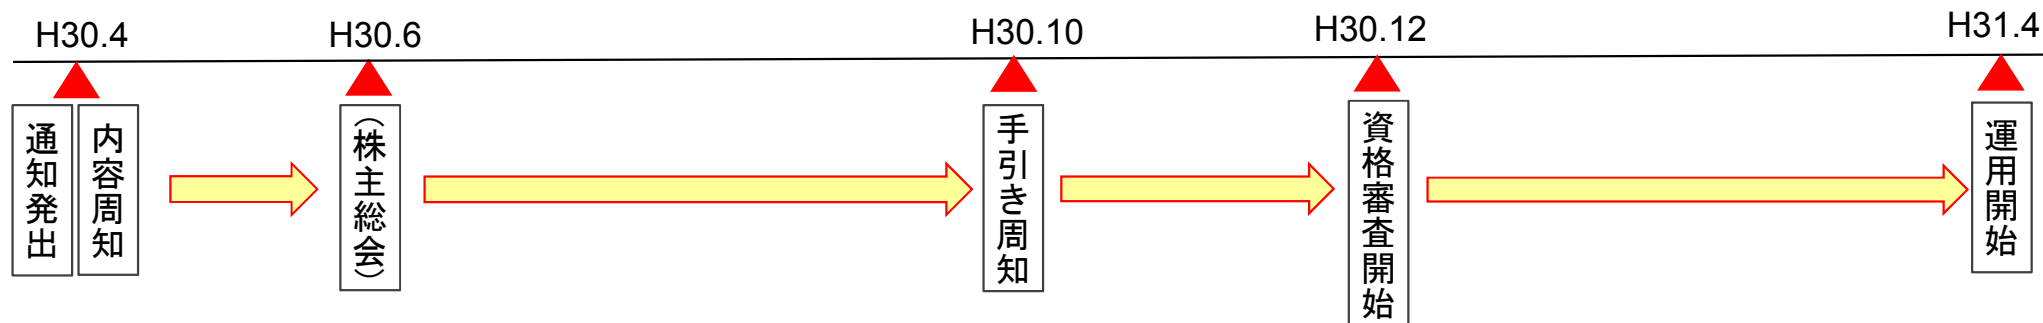 H30.4
H30.6
H30.10
H30.12
H31.4
通知発出
内容周知
（株主総会）
手引き周知
資格審査開始
運用開始